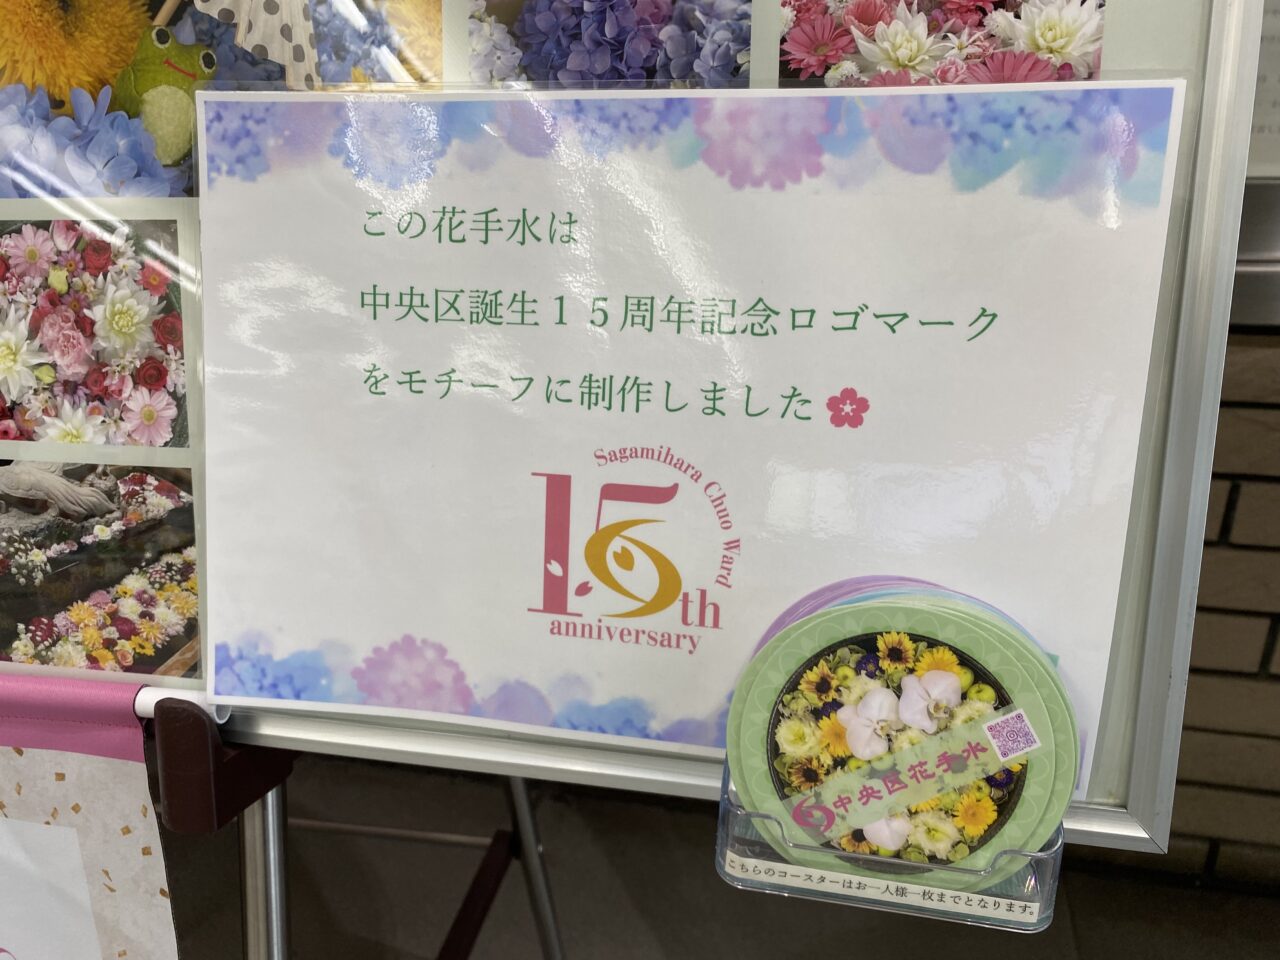 この花手水は
中央区誕生１５周年記念ロゴマーク
をモチーフに制作しました
Sagamihara Chuo Ward
15th
anniversary
中央区花手水
こちらのコースターはお一人様一枚までとなります。